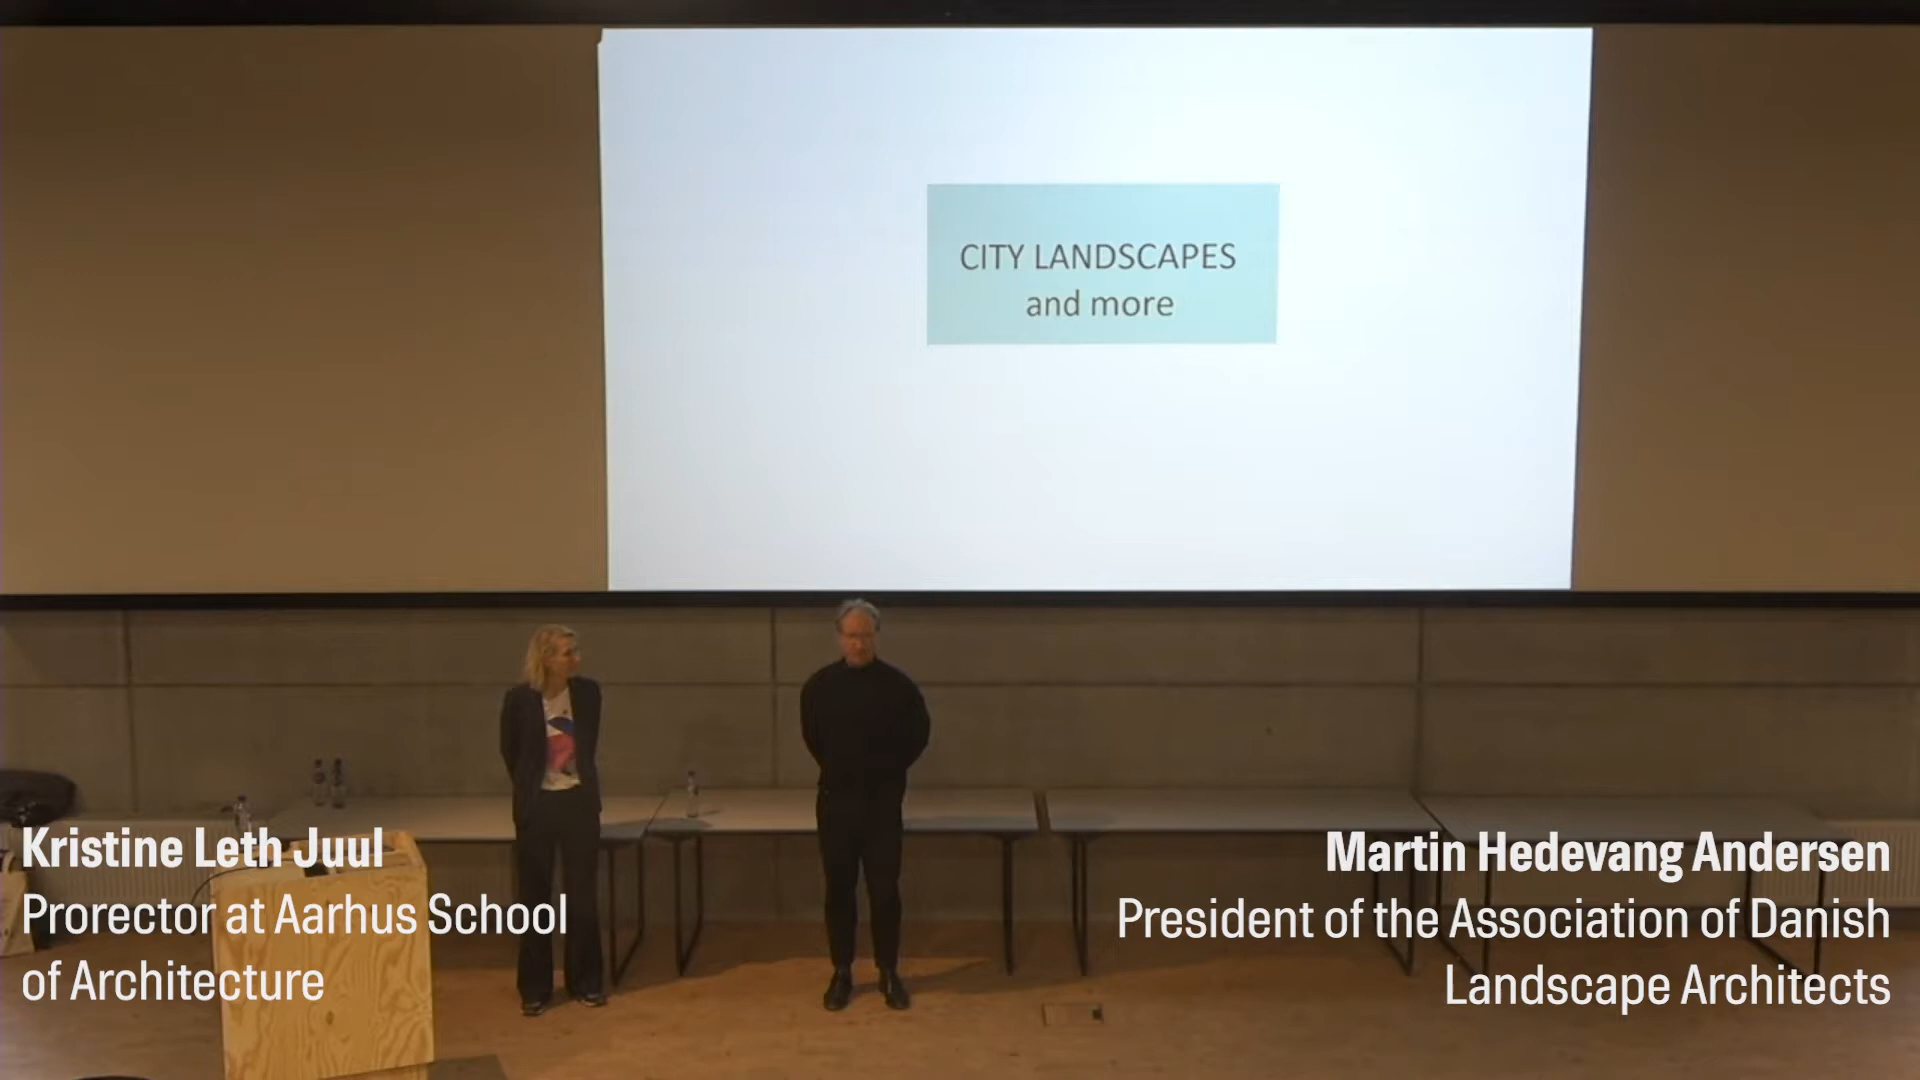 CITY LANDSCAPES
and more
Kristine Leth Juul
Prorector at Aarhus School
of Architecture
Martin Hedevang Andersen
President of the Association of Danish
Landscape Architects